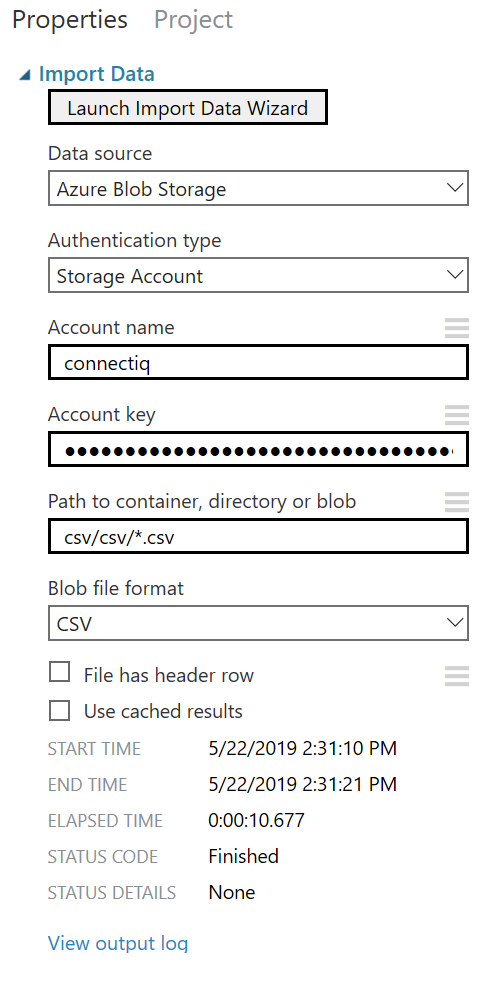 Properties Project
Import Data
Launch Import Data Wizard
Data source
Azure Blob Storage
Authentication type
Storage Account
Account name
connectiq
Account key
Path to container, directory or blob
csv/csv/*.csv
Blob file format
CSV
File has header row
Use cached results
START TIME 5/22/2019 2:31:10 PM
END TIME 5/22/2019 2:31:21 PM
ELAPSED TIME 0:00:10.677
STATUS CODE Finished
STATUS DETAILS None
View output log